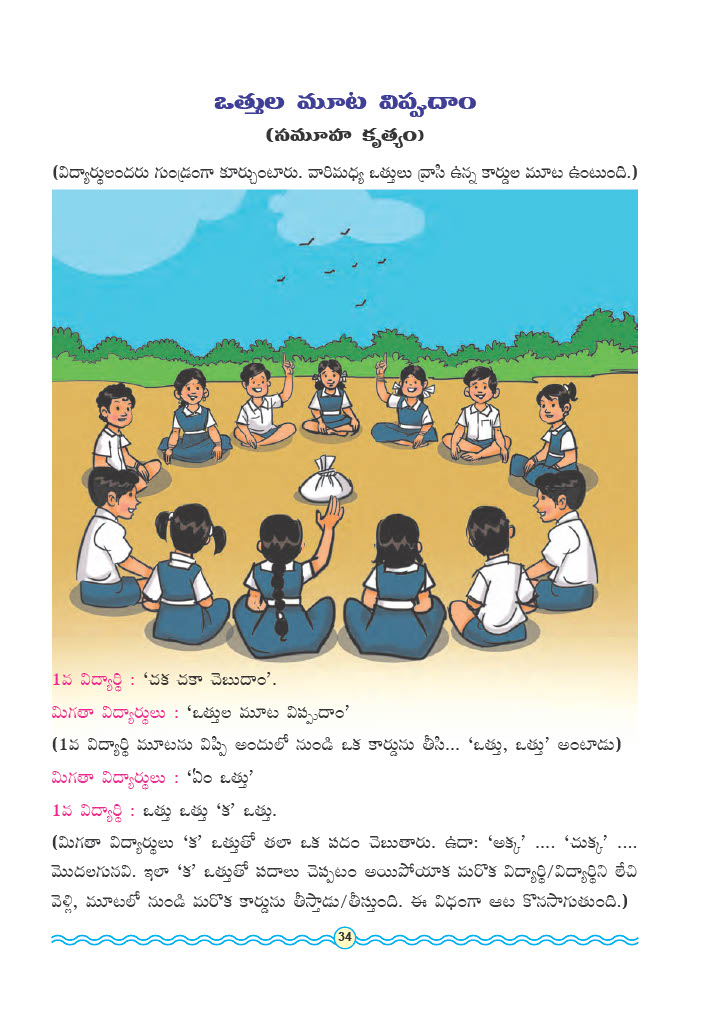 ఒత్తుల మూట విప్పుదాం
(సమూహ కృత్యం)
(విద్యార్థులందరు గుండ్రంగా కూర్చుంటారు. వారిమధ్య ఒత్తులు వ్రాసి ఉన్న కార్డుల మూట ఉంటుంది.)
1వ విద్యార్థి : ‘చక చకా చెబుదాం’.
మిగతా విద్యార్థులు : ‘ఒత్తుల మూట విప్పుదాం’
(1వ విద్యార్థి మూటను విప్పి అందులో నుండి ఒక కార్డును తీసి... ‘ఒత్తు, ఒత్తు’ అంటాడు)
మిగతా విద్యార్థులు : ‘ఏం ఒత్తు’
1వ విద్యార్థి : ఒత్తు ఒత్తు ‘క’ ఒత్తు.
(మిగతా విద్యార్థులు ‘క’ ఒత్తుతో తలా ఒక పదం చెబుతారు. ఉదా: ‘అక్క’ .... ‘చుక్క’ ....
మొదలగునవి. ఇలా ‘క’ ఒత్తుతో పదాలు చెప్పటం అయిపోయాక మరొక విద్యార్థి/విద్యార్థిని లేచి
వెళ్లి, మూటలో నుండి మరొక కార్డును తీస్తాడు/తీస్తుంది. ఈ విధంగా ఆట కొనసాగుతుంది.)
34